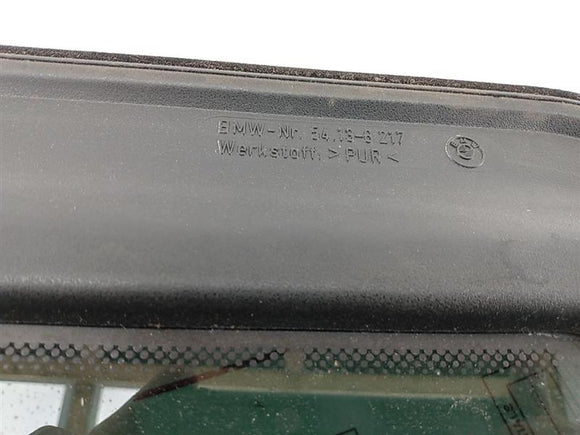 BMW-Nr. 54.13-8 217
Werkstoff: >PUR<